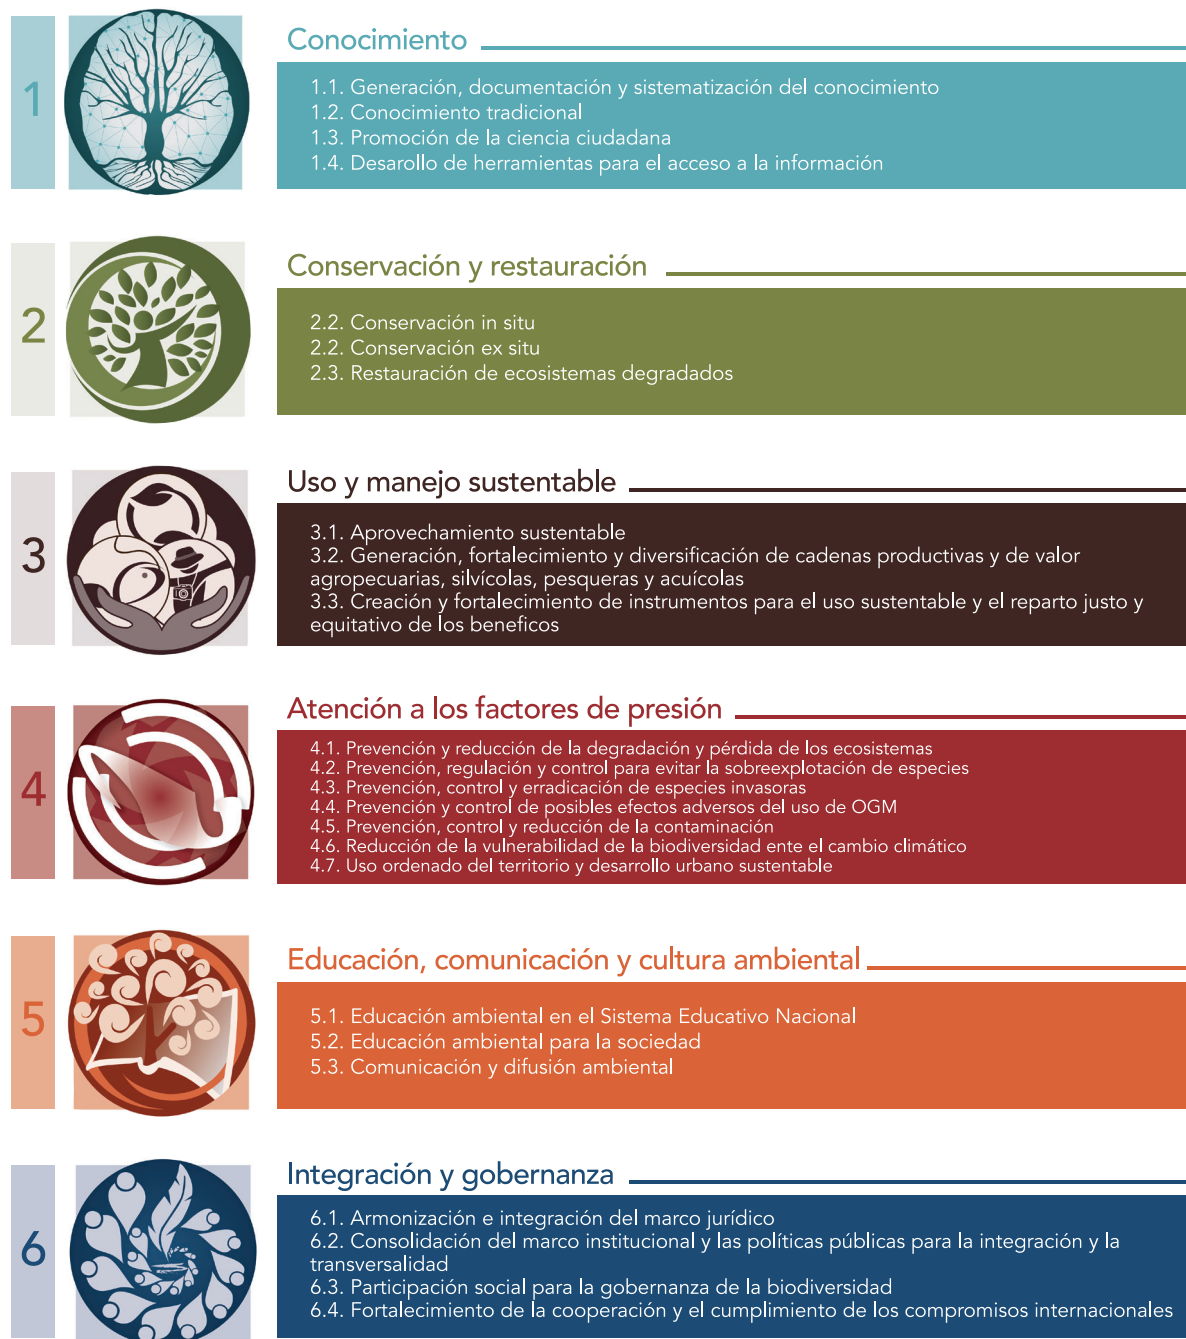 1
Conocimiento
1.1. Generación, documentación y sistematización del conocimiento
1.2. Conocimiento tradicional
1.3. Promoción de la ciencia ciudadana
1.4. Desarollo de herramientas para el acceso a la información
2
Conservación y restauración
2.2. Conservación in situ
2.2. Conservación ex situ
2.3. Restauración de ecosistemas degradados
3
Uso y manejo sustentable
3.1. Aprovechamiento sustentable
3.2. Generación, fortalecimiento y diversificación de cadenas productivas y de valor
agropecuarias, silvícolas, pesqueras y acuícolas
3.3. Creación y fortalecimiento de instrumentos para el uso sustentable y el reparto justo y
equitativo de los beneficos
4
Atención a los factores de presión
4.1. Prevención y reducción de la degradación y pérdida de los ecosistemas
4.2. Prevención, regulación y control para evitar la sobreexplotación de especies
4.3. Prevención, control y erradicación de especies invasoras
4.4. Prevención y control de posibles efectos adversos del uso de OGM
4.5. Prevención, control y reducción de la contaminación
4.6. Reducción de la vulnerabilidad de la biodiversidad ente el cambio climático
4.7. Uso ordenado del territorio y desarrollo urbano sustentable
5
Educación, comunicación y cultura ambiental
5.1. Educación ambiental en el Sistema Educativo Nacional
5.2. Educación ambiental para la sociedad
5.3. Comunicación y difusión ambiental
6
Integración y gobernanza
6.1. Armonización e integración del marco jurídico
6.2. Consolidación del marco institucional y las políticas públicas para la integración y la
transversalidad
6.3. Participación social para la gobernanza de la biodiversidad
6.4. Fortalecimiento de la cooperación y el cumplimiento de los compromisos internacionales